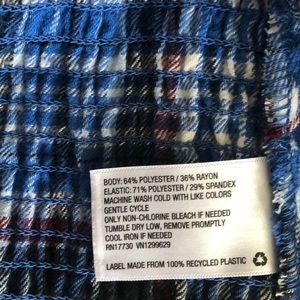 BODY: 64% POLYESTER / 36% RAYON
ELASTIC: 71% POLYESTER / 29% SPANDEX
MACHINE WASH COLD WITH LIKE COLORS
GENTLE CYCLE
ONLY NON-CHLORINE BLEACH IF NEEDED
TUMBLE DRY LOW, REMOVE PROMPTLY
COOL IRON IF NEEDED
RN17730 VN1299629
LABEL MADE FROM 100% RECYCLED PLASTIC